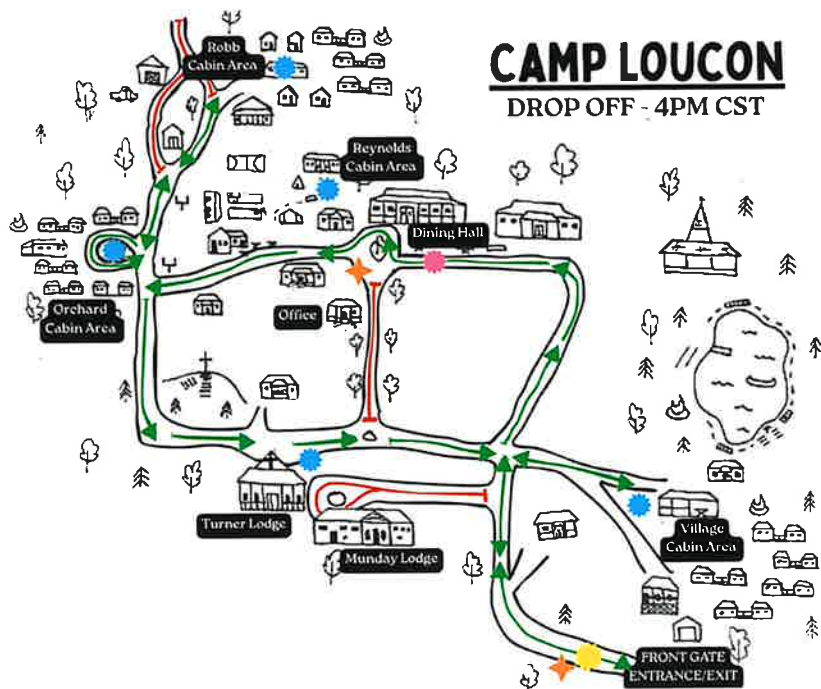 CAMP LOUCON
DROP OFF - 4PM CST
Robb
Cabin Area
Reynolds
Cabin Area
Dining Hall
Orchard
Cabin Area
Office
Turner Lodge
Munday Lodge
Village
Cabin Area
FRONT GATE
ENTRANCE/EXIT